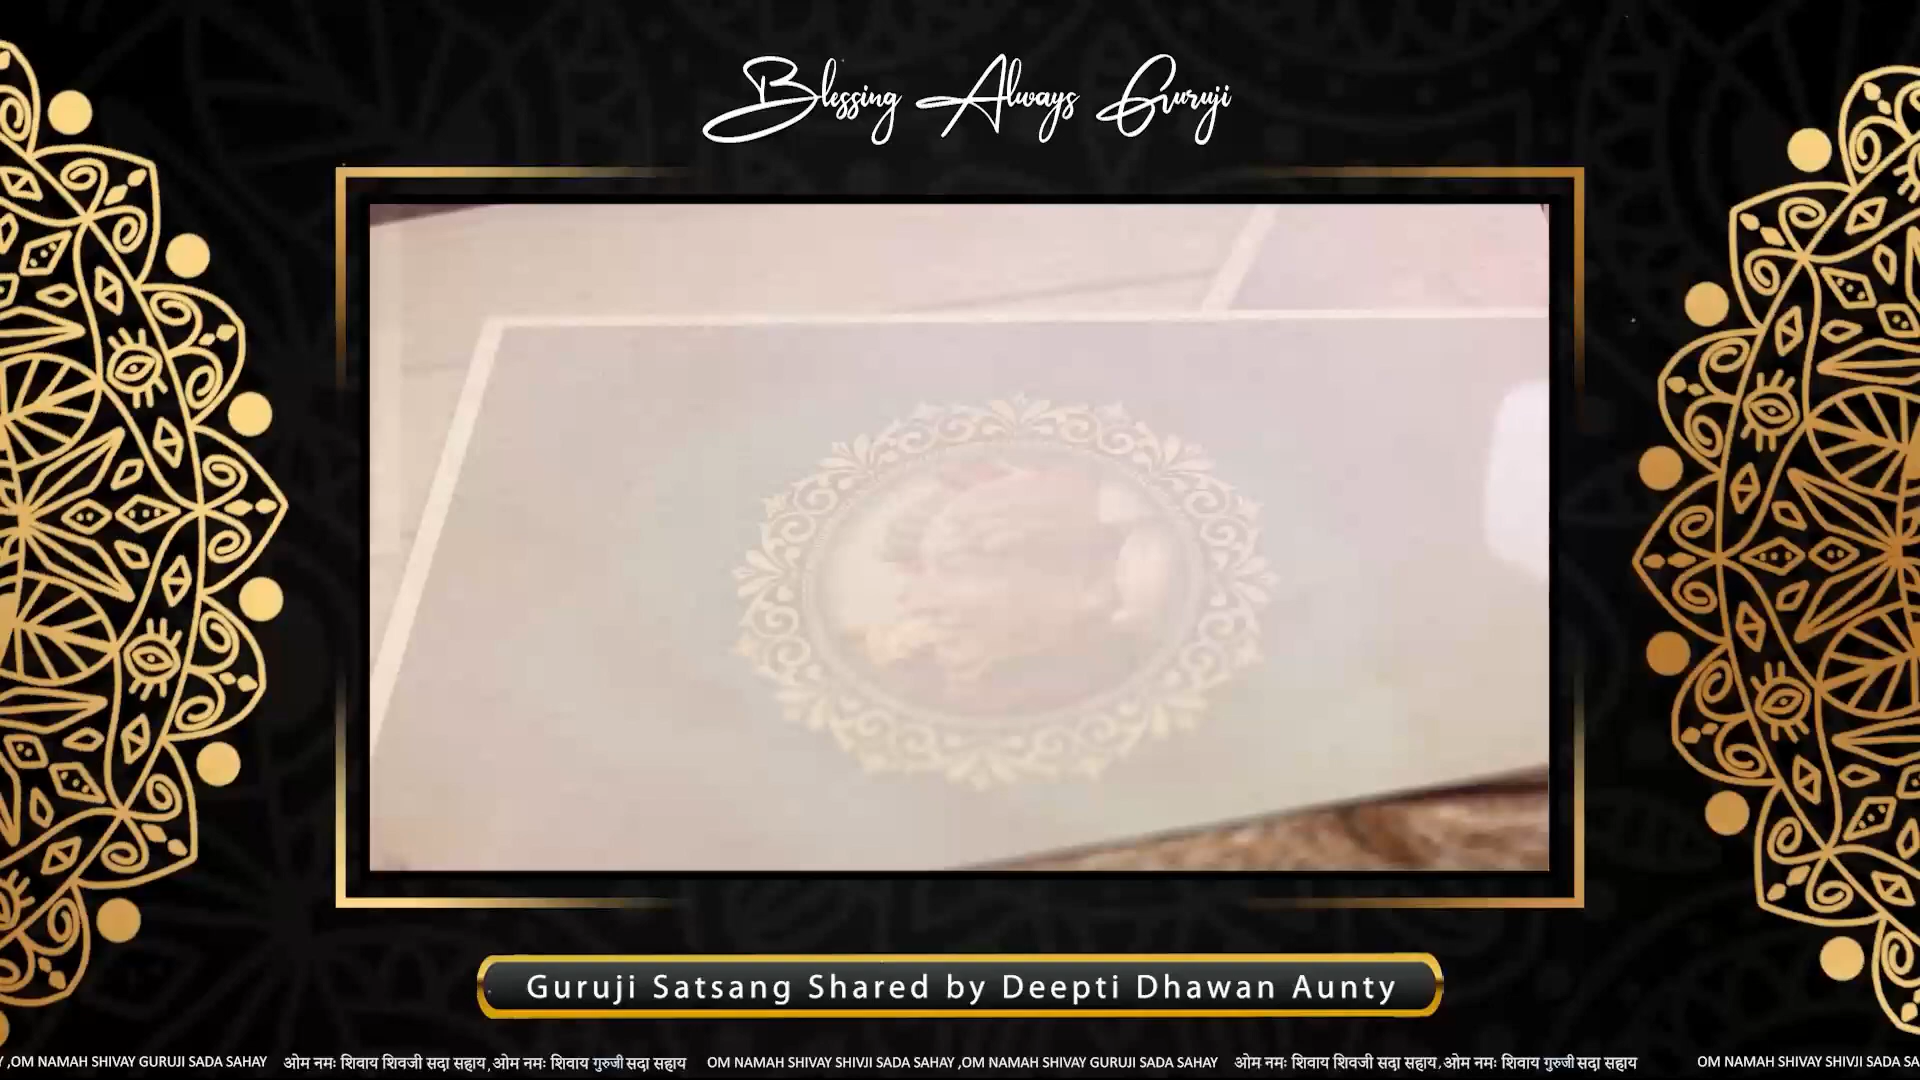 Blessing Always Guruji
Guruji Satsang Shared by Deepti Dhawan Aunty
,OM NAMAH SHIVAY GURUJI SADA SAHAY ओम नमः शिवाय शिवजी सदा सहाय,ओम नमः शिवाय गुरुजी सदा सहाय OM NAMAH SHIVAY SHIVJI SADA SAHAY ,OM NAMAH SHIVAY GURUJI SADA SAHAY ओम नमः शिवाय शिवजी सदा सहाय,ओम नमः शिवाय गुरुजी सदा सहाय OM NAMAH SHIVAY SHIVJI SADA